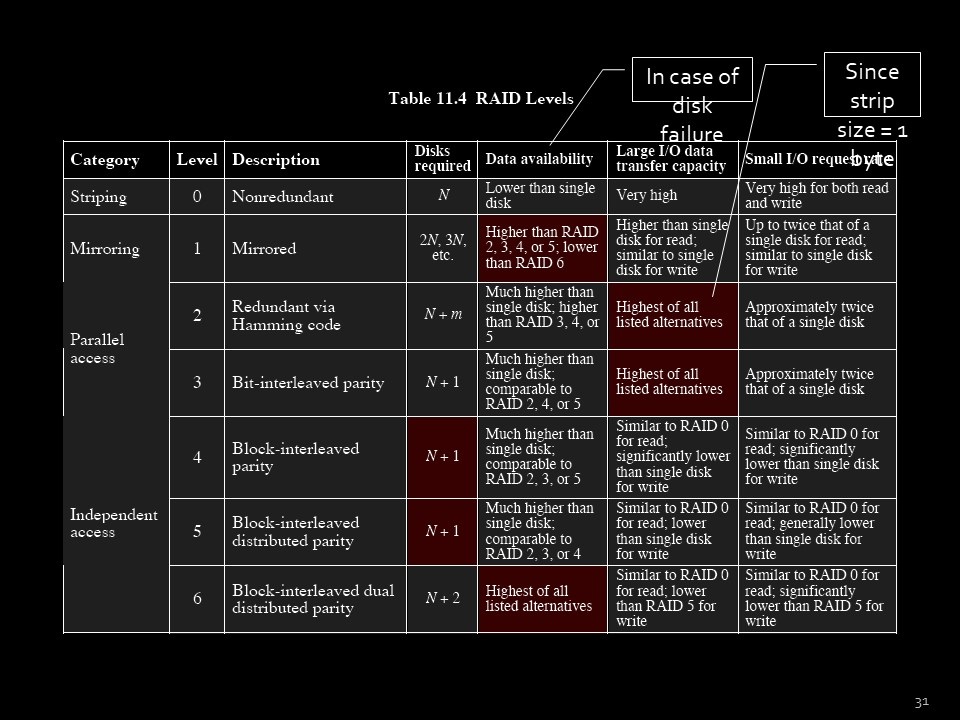 In case of
disk
failure
Since
strip
size = 1
byte
Table 11.4 RAID Levels
Category
Level
Description
Disks
required
Data availability
Large I/O data
transfer capacity
Small I/O request rate
Striping
0
Nonredundant
N
Lower than single
disk
Very high
Very high for both read
and write
Mirroring
1
Mirrored
2N, 3N,
etc.
Higher than RAID
2, 3, 4, or 5; lower
than RAID 6
Higher than single
disk for read;
similar to single
disk for write
Up to twice that of a
single disk for read;
similar to single disk
for write
Parallel
access
2
Redundant via
Hamming code
N + m
Much higher than
single disk; higher
than RAID 3, 4, or
5
Highest of all
listed alternatives
Approximately twice
that of a single disk
3
Bit-interleaved parity
N + 1
Much higher than
single disk;
comparable to
RAID 2, 4, or 5
Highest of all
listed alternatives
Approximately twice
that of a single disk
Independent
access
4
Block-interleaved
parity
N + 1
Much higher than
single disk;
comparable to
RAID 2, 3, or 5
Similar to RAID 0
for read;
significantly lower
than single disk
for write
Similar to RAID 0 for
read; significantly
lower than single disk
for write
5
Block-interleaved
distributed parity
N + 1
Much higher than
single disk;
comparable to
RAID 2, 3, or 4
Similar to RAID 0
for read; lower
than single disk
for write
Similar to RAID 0 for
read; generally lower
than single disk for
write
6
Block-interleaved dual
distributed parity
N + 2
Highest of all
listed alternatives
Similar to RAID 0
for read; lower
than RAID 5 for
write
Similar to RAID 0 for
read; significantly
lower than RAID 5 for
write
31